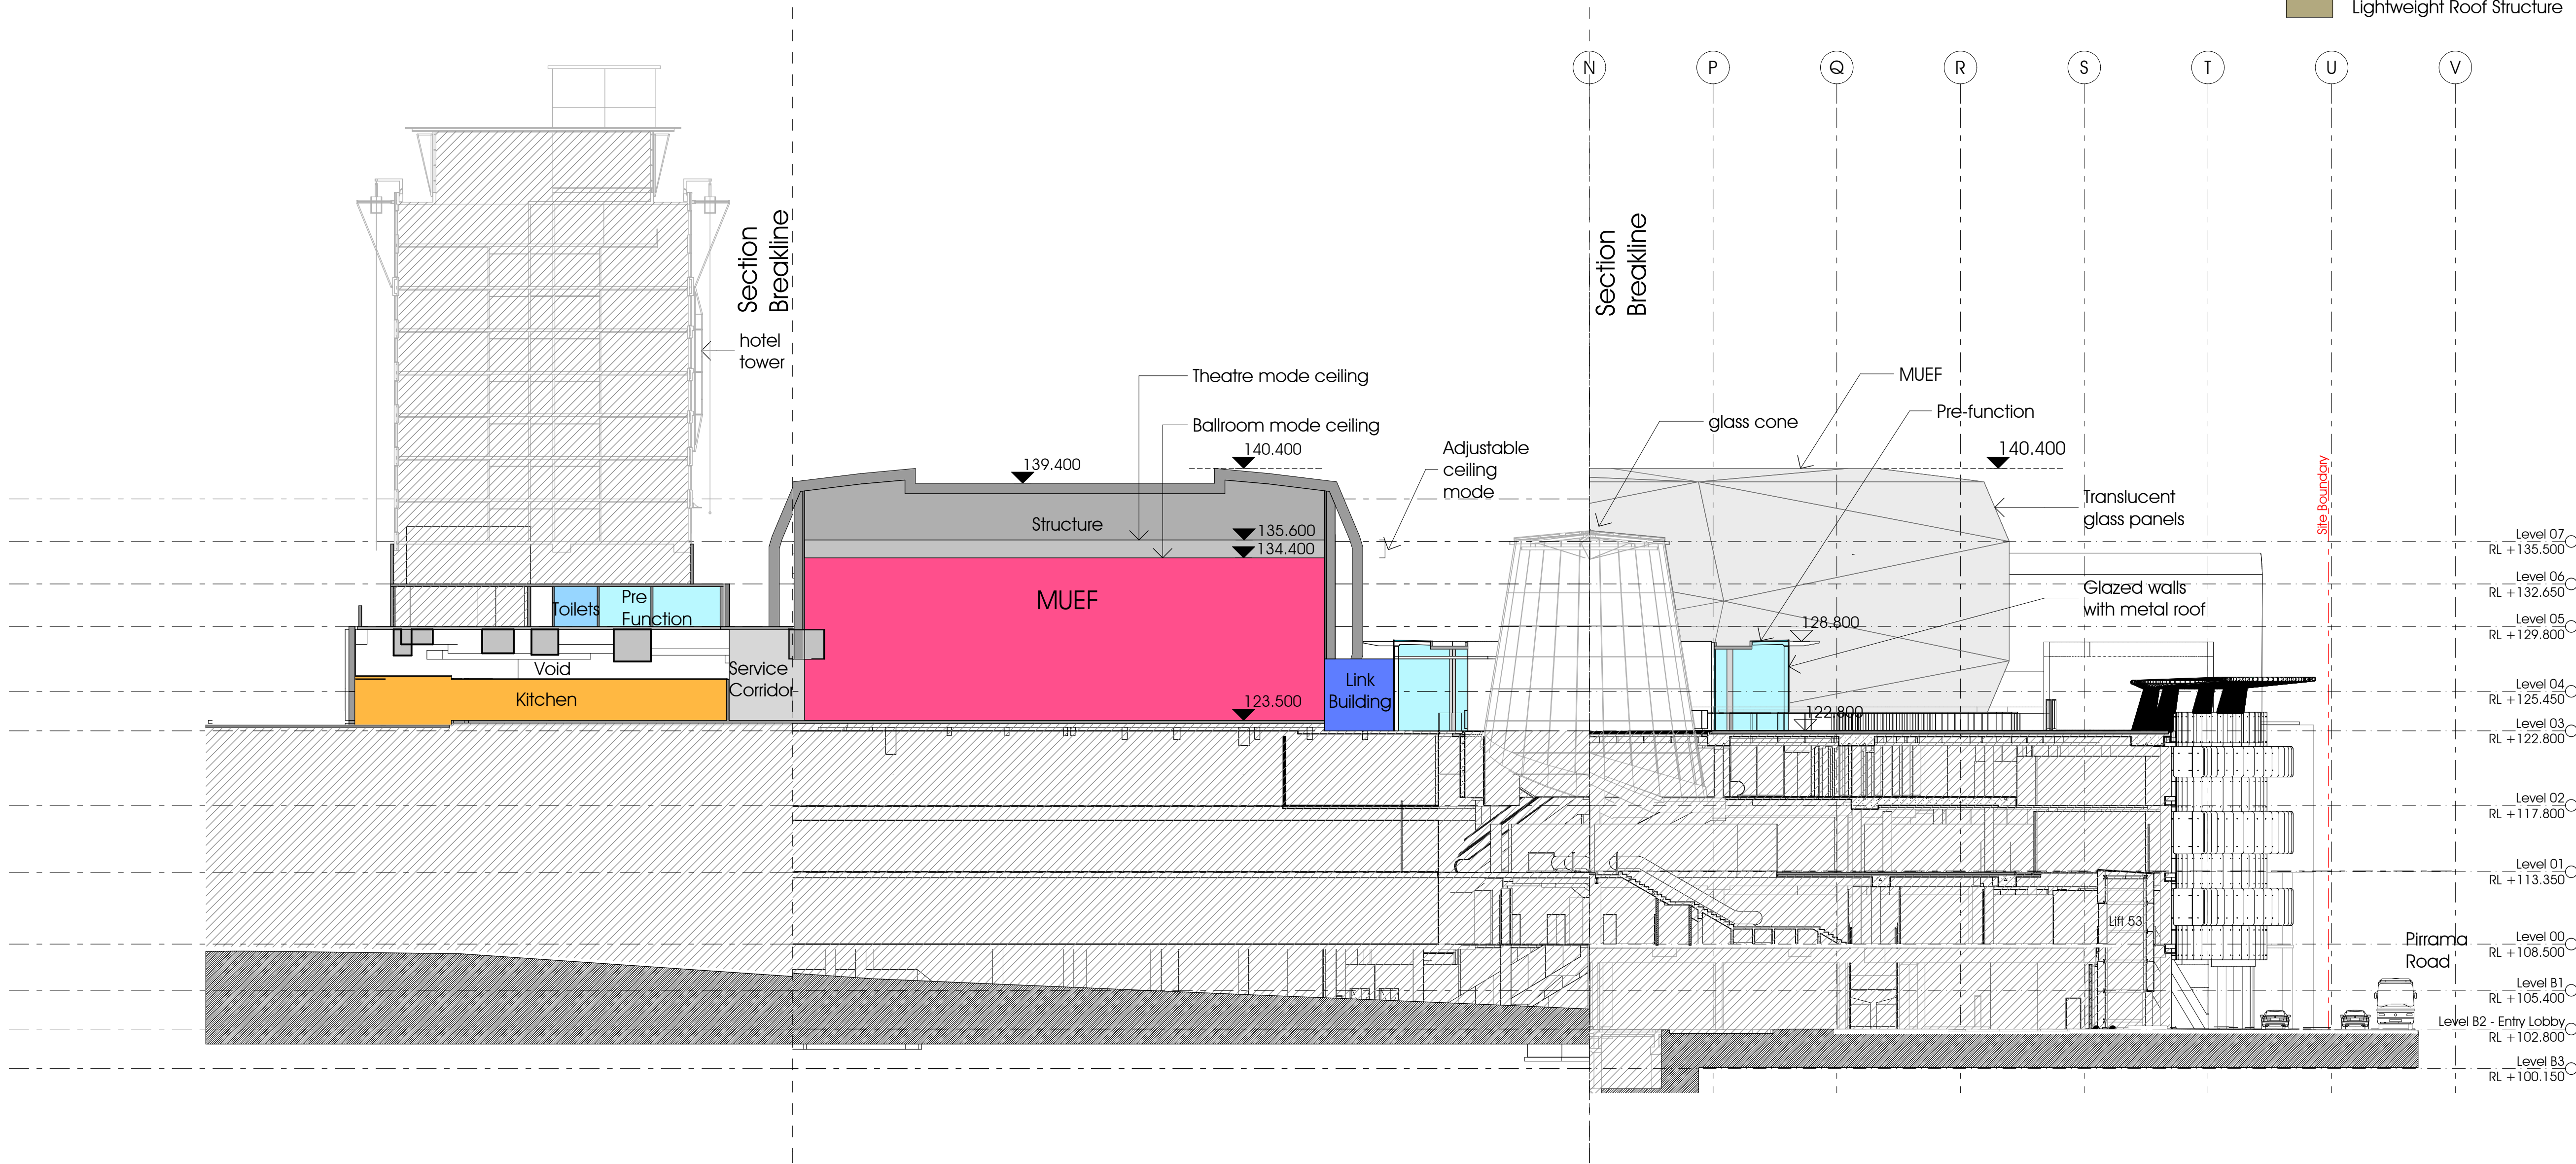 Lightweight Roof Structure
N
P
Q
R
S
T
U
V
Section
Breakline
Section
Breakline
hotel
tower
Theatre mode ceiling
Ballroom mode ceiling
140.400
139.400
Adjustable
ceiling
mode
glass cone
MUEF
Pre-function
140.400
Translucent
glass panels
Site Boundary
Structure
135.600
134.400
MUEF
Toilets
Pre
Function
Void
Kitchen
Service
Corridor
123.500
Link
Building
128.800
122.800
Glazed walls
with metal roof
Lift 53
Pirrama
Road
Level 07
RL +135.500
Level 06
RL +132.650
Level 05
RL +129.800
Level 04
RL +125.450
Level 03
RL +122.800
Level 02
RL +117.800
Level 01
RL +113.350
Level 00
RL +108.500
Level B1
RL +105.400
Level B2 - Entry Lobby
RL +102.800
Level B3
RL +100.150